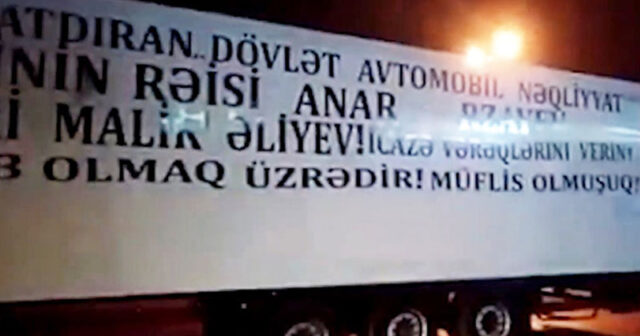 ATDIRAN.. DÖVLƏT AVTOMOBİL NƏQLİYYAT
NİN RƏİSİ ANAR RZAYEV
İ MALİK ƏLİYEV! İCAZƏ VƏRƏQLƏRİNİ VERİN!
B OLMAQ ÜZRƏDİR! MÜFLİS OLMUŞUQ!